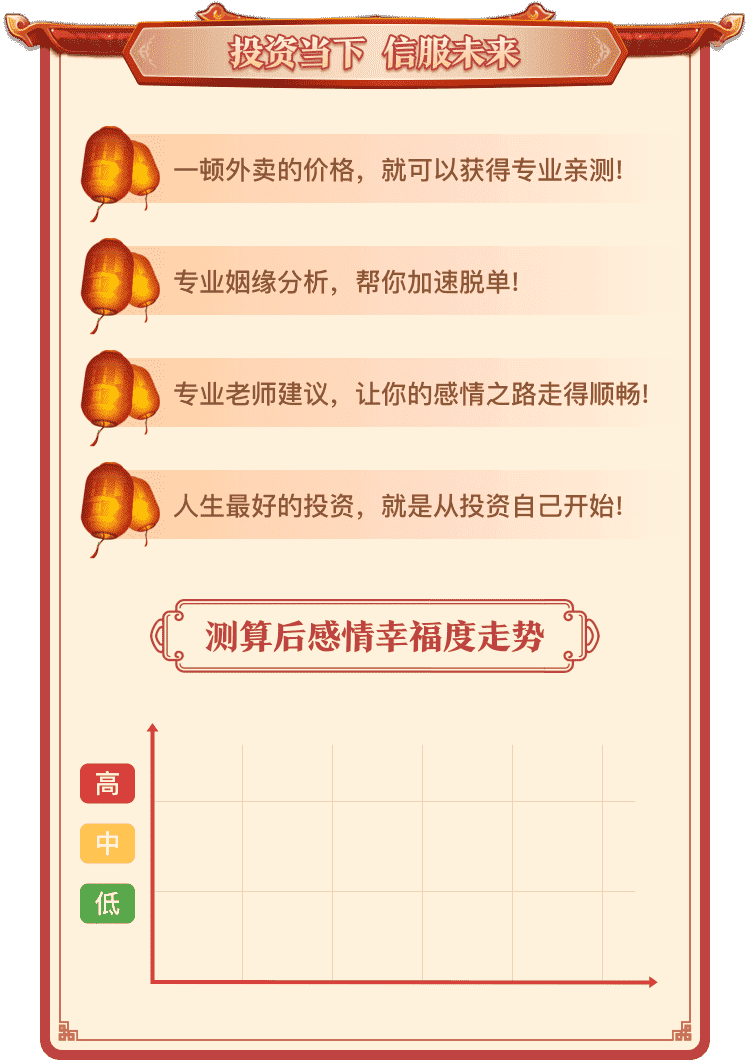 投资当下 信服未来
一顿外卖的价格，就可以获得专业亲测!
专业姻缘分析，帮你加速脱单!
专业老师建议，让你的感情之路走得顺畅!
人生最好的投资，就是从投资自己开始!
测算后感情幸福度走势
高
中
低